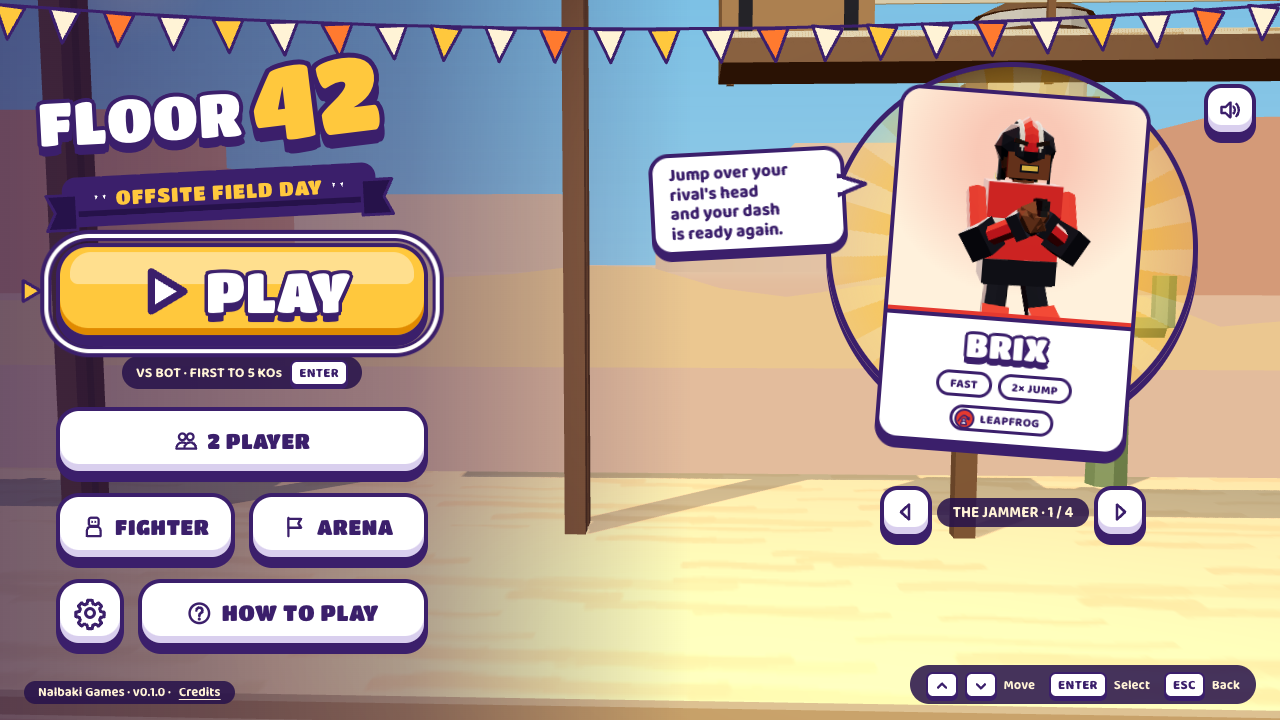 FLOOR 42
OFFSITE FIELD DAY
PLAY
VS BOT · FIRST TO 5 KOs ENTER
2 PLAYER
FIGHTER
ARENA
HOW TO PLAY
Naibaki Games · v0.1.0 · Credits
Jump over your
rival's head
and your dash
is ready again.
BRIX
FAST
2× JUMP
LEAPFROG
THE JAMMER · 1 / 4
Move ENTER Select ESC Back